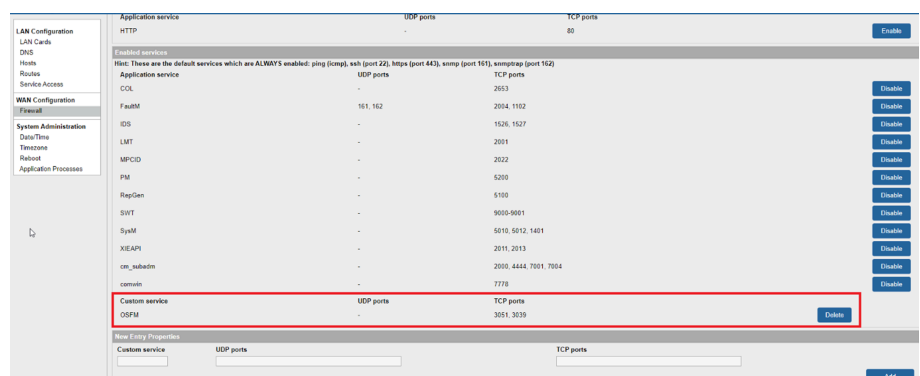 Application service UDP ports TCP ports
HTTP - 80 Enable
LAN Configuration
LAN Cards
DNS
Hosts
Routes
Service Access
WAN Configuration
Firewall
System Administration
Date/Time
Timezone
Reboot
Application Processes
Enabled services
Hint: These are the default services which are ALWAYS enabled: ping (icmp), ssh (port 22), https (port 443), snmp (port 161), snmptrap (port 162)
Application service UDP ports TCP ports
COL - 2653 Disable
FaultM 161, 162 2004, 1102 Disable
IDS - 1526, 1527 Disable
LMT - 2001 Disable
MPCID - 2022 Disable
PM - 5200 Disable
RepGen - 5100 Disable
SWT - 9000-9001 Disable
SysM - 5010, 5012, 1401 Disable
XIEAPI - 2011, 2013 Disable
cm_subadm - 2000, 4444, 7001, 7004 Disable
comwin - 7778 Disable
Custom service UDP ports TCP ports
OSFM - 3051, 3039 Delete
New Entry Properties
Custom service UDP ports TCP ports
Add